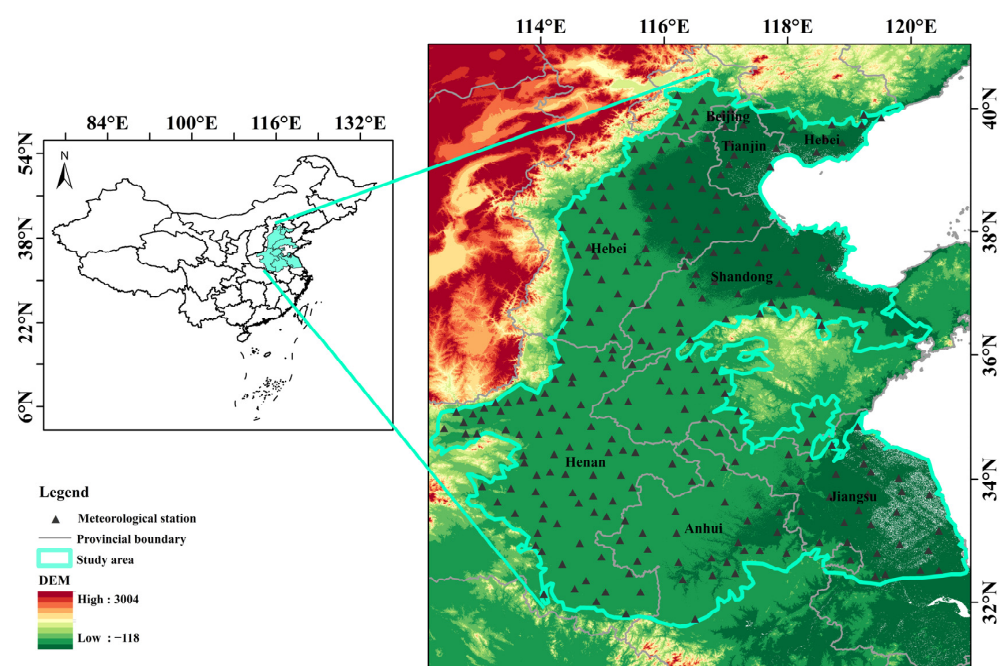 114°E 116°E 118°E 120°E
84°E 100°E 116°E 132°E
54°N
38°N
22°N
6°N
N
40°N
38°N
36°N
34°N
32°N
Beijing
Tianjin
Hebei
Hebei
Shandong
Henan
Jiangsu
Anhui
Legend
Meteorological station
Provincial boundary
Study area
DEM
High : 3004
Low : −118